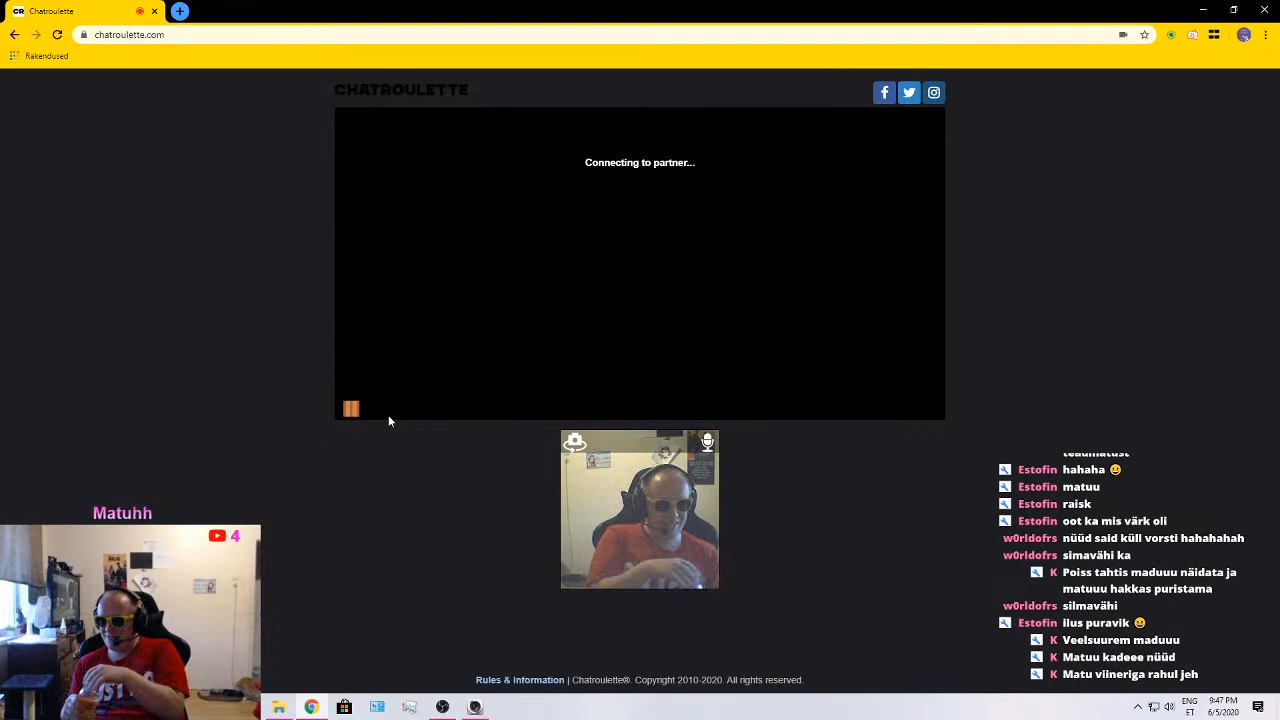 CR Chatroulette
chatroulette.com
Rakendused
CHATROULETTE
Connecting to partner...
Estofin hahaha
Estofin matuu
Estofin raisk
Estofin oot ka mis värk oli
w0rldofrs nüüd said küll vorsti hahahahah
w0rldofrs simavähi ka
K Poiss tahtis maduuu näidata ja
matuuu hakkas puristama
w0rldofrs silmavähi
Estofin ilus puravik
K Veelsuurem maduuu
K Matuu kadeee nüüd
K Matu viineriga rahul jeh
Matuhh
4
Rules & Information | Chatroulette®. Copyright 2010-2020. All rights reserved.
ENG 9:47 PM
ET 6/5/2020